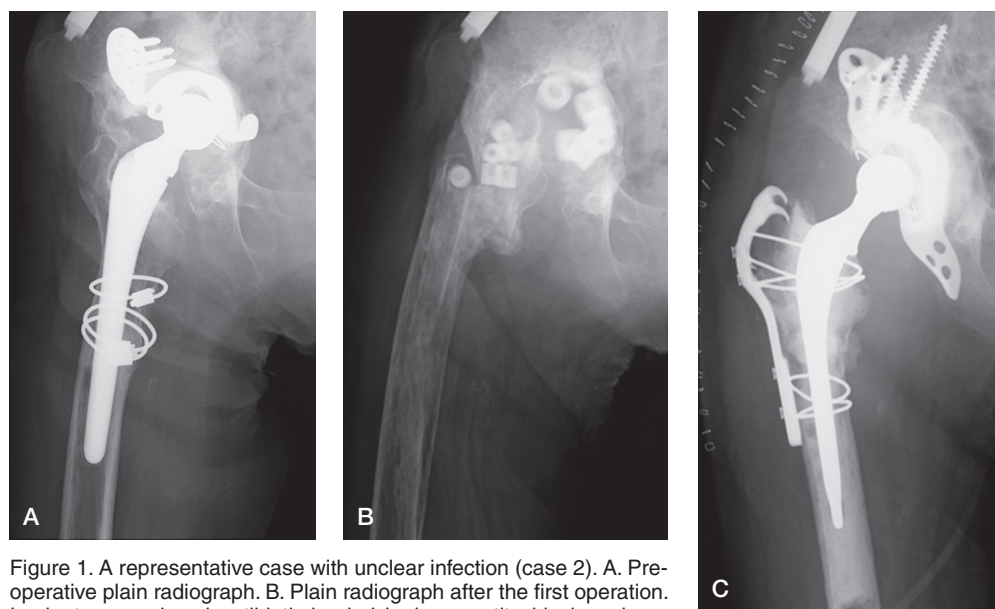 A
B
C
Figure 1. A representative case with unclear infection (case 2). A. Pre-
operative plain radiograph. B. Plain radiograph after the first operation.